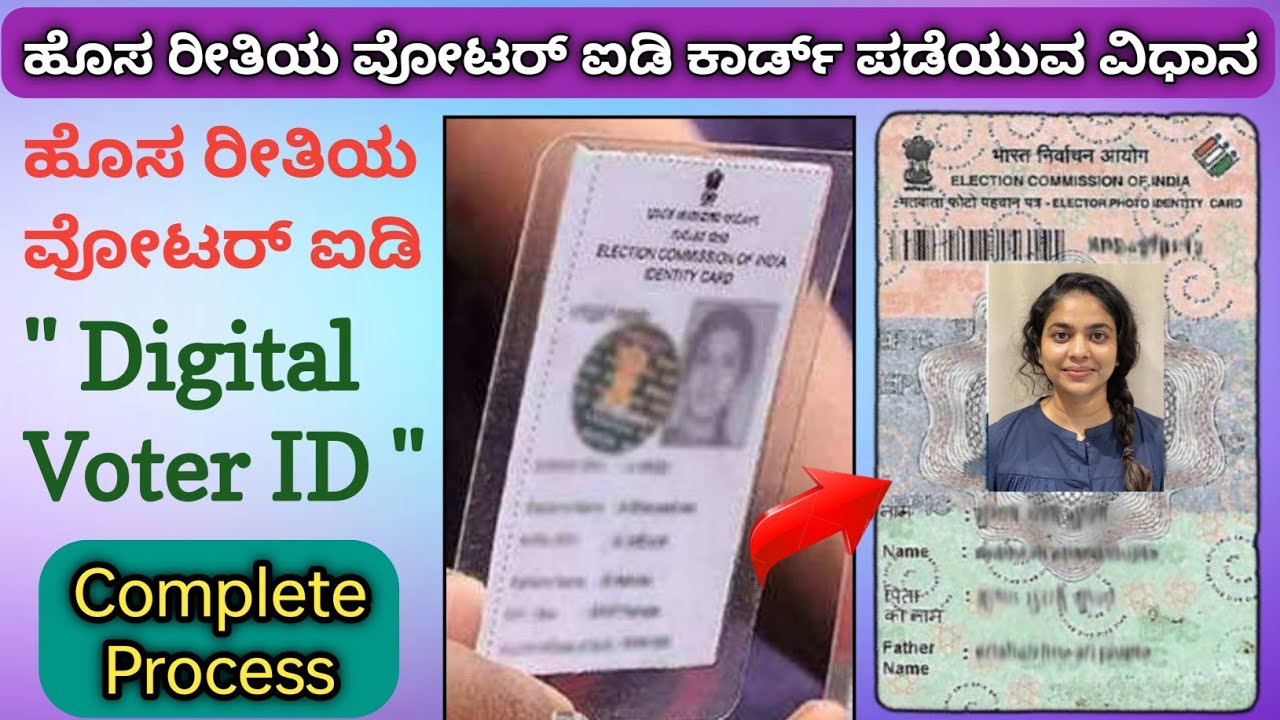 ಹೊಸ ರೀತಿಯ ವೋಟರ್ ಐಡಿ ಕಾರ್ಡ್ ಪಡೆಯುವ ವಿಧಾನ
ಹೊಸ ರೀತಿಯ
ವೋಟರ್ ಐಡಿ
" Digital
Voter ID "
Complete
Process
ELECTION COMMISSION OF INDIA
IDENTITY CARD
भारत निर्वाचन आयोग
ELECTION COMMISSION OF INDIA
मतदाता फोटो पहचान पत्र - ELECTOR PHOTO IDENTITY CARD
नाम :
Name :
पिता
का नाम :
Father
Name :